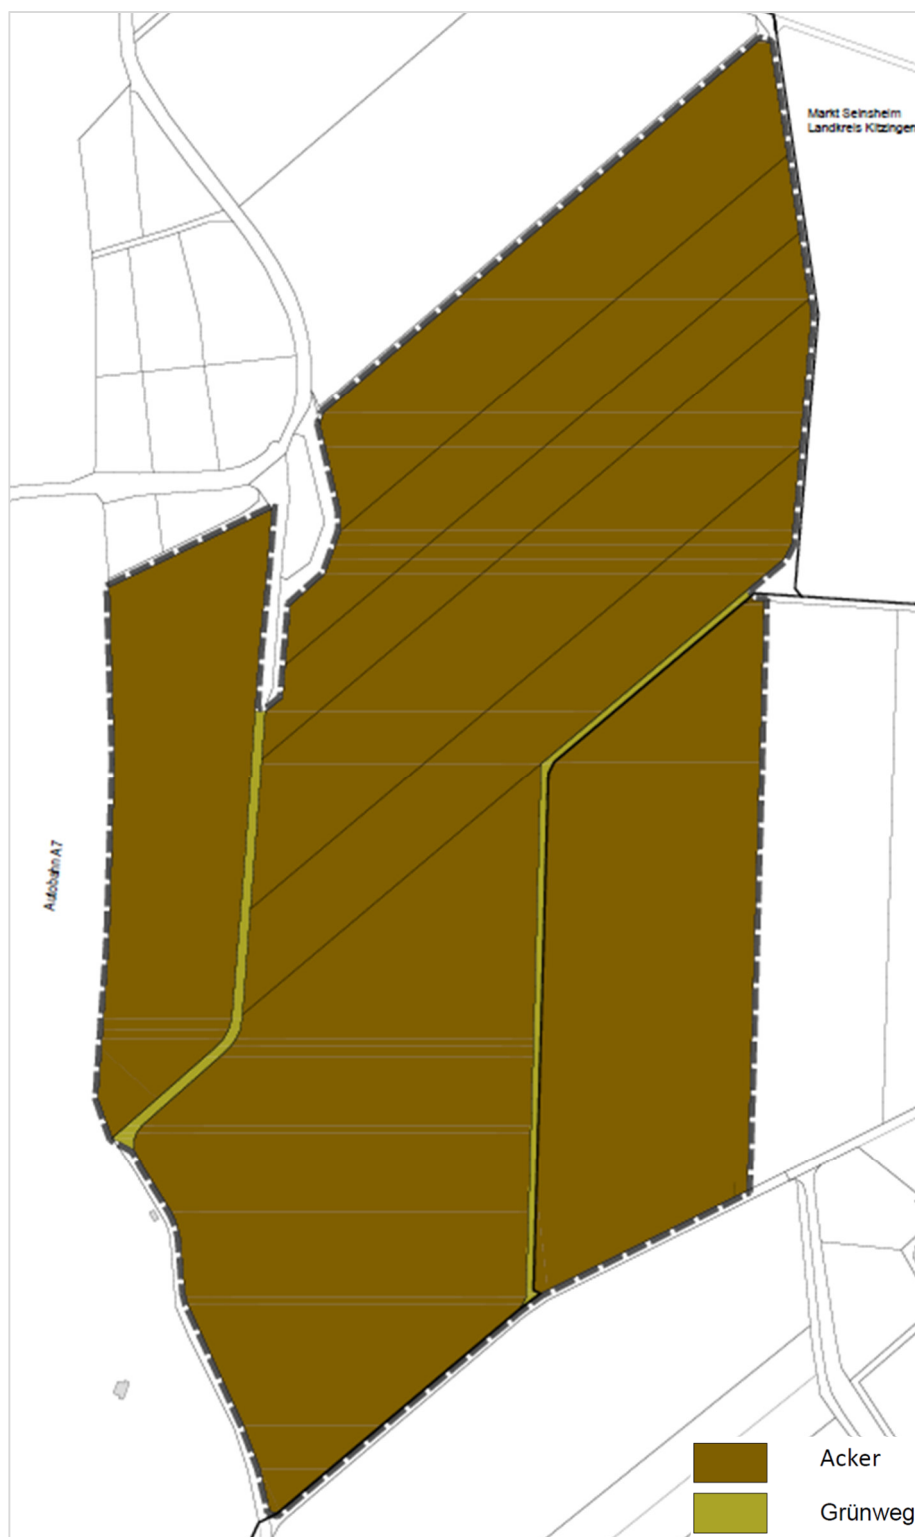 Markt Seinsheim
Landkreis Kitzingen
Autobahn A7
Acker
Grünweg